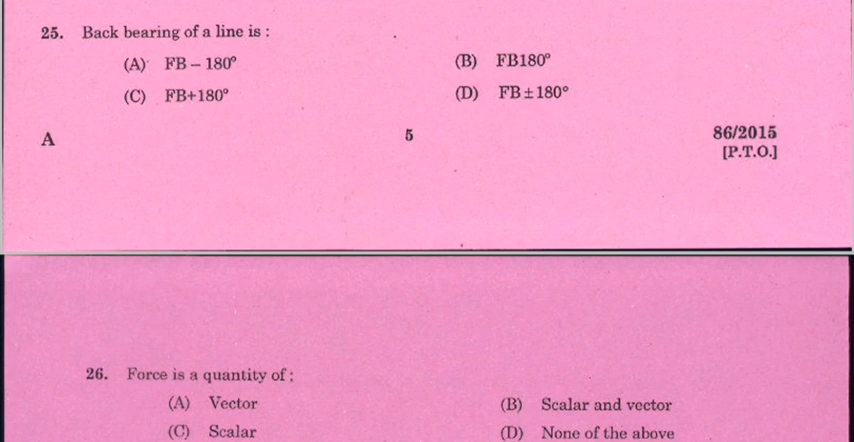 25. Back bearing of a line is :
(A) FB – 180° (B) FB180°
(C) FB+180° (D) FB ± 180°
A 5 86/2015
[P.T.O.]
26. Force is a quantity of ;
(A) Vector (B) Scalar and vector
(C) Scalar (D) None of the above